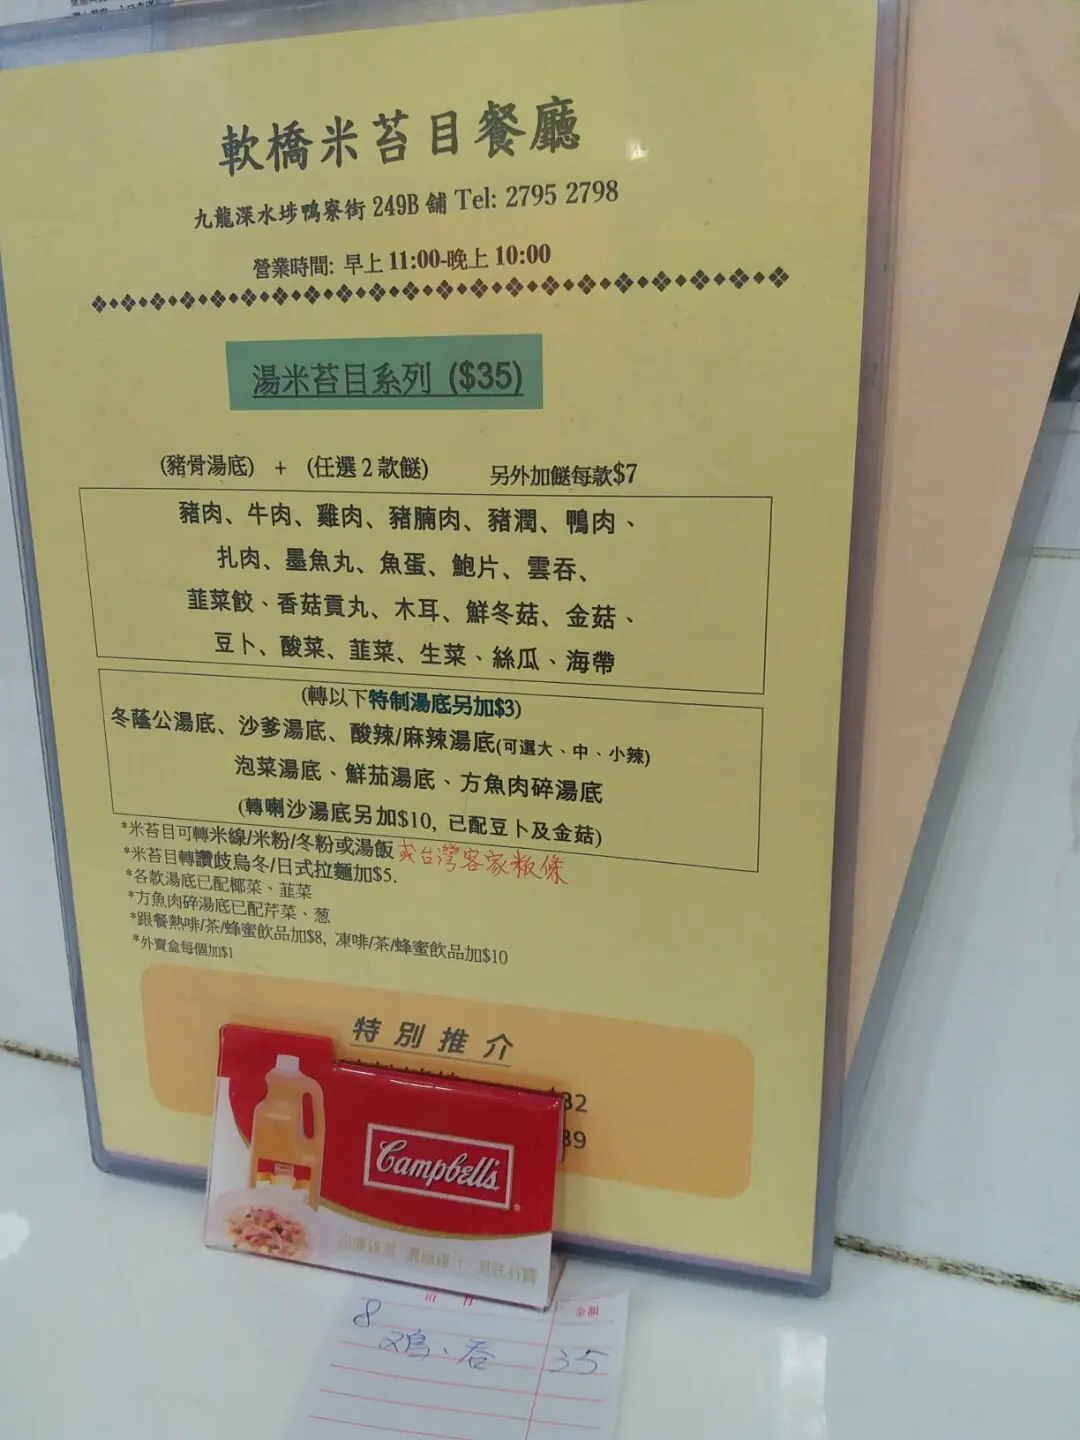 軟橋米苔目餐廳
九龍深水埗鴨寮街 249B 舖 Tel: 2795 2798
營業時間: 早上 11:00-晚上 10:00
湯米苔目系列 ($35)
(豬骨湯底) + (任選 2 款餸) 另外加餸每款$7
豬肉、牛肉、雞肉、豬腩肉、豬潤、鴨肉、
扎肉、墨魚丸、魚蛋、鮑片、雲吞、
韮菜餃、香菇貢丸、木耳、鮮冬菇、金菇、
豆卜、酸菜、韮菜、生菜、絲瓜、海帶
(轉以下特制湯底另加$3)
冬蔭公湯底、沙爹湯底、酸辣/麻辣湯底(可選大、中、小辣)
泡菜湯底、鮮茄湯底、方魚肉碎湯底
(轉喇沙湯底另加$10, 已配豆卜及金菇)
*米苔目可轉米線/米粉/冬粉或湯飯 或台灣客家粄條
*米苔目轉讚歧烏冬/日式拉麵加$5.
*各款湯底已配椰菜、韮菜
*方魚肉碎湯底已配芹菜、葱
*跟餐熱啡/茶/蜂蜜飲品加$8, 凍啡/茶/蜂蜜飲品加$10
*外賣盒每個加$1
特別推介
32
39
Campbell's
金額
8
鸡、吞 35